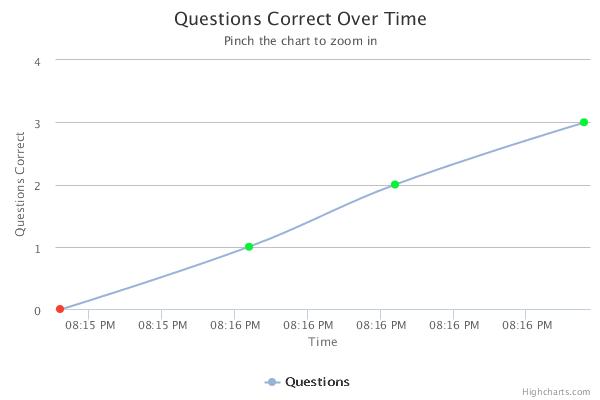 Questions Correct Over Time
Pinch the chart to zoom in
Questions Correct
4
3
2
1
0
08:15 PM 08:15 PM 08:16 PM 08:16 PM 08:16 PM 08:16 PM 08:16 PM
Time
Questions
Highcharts.com